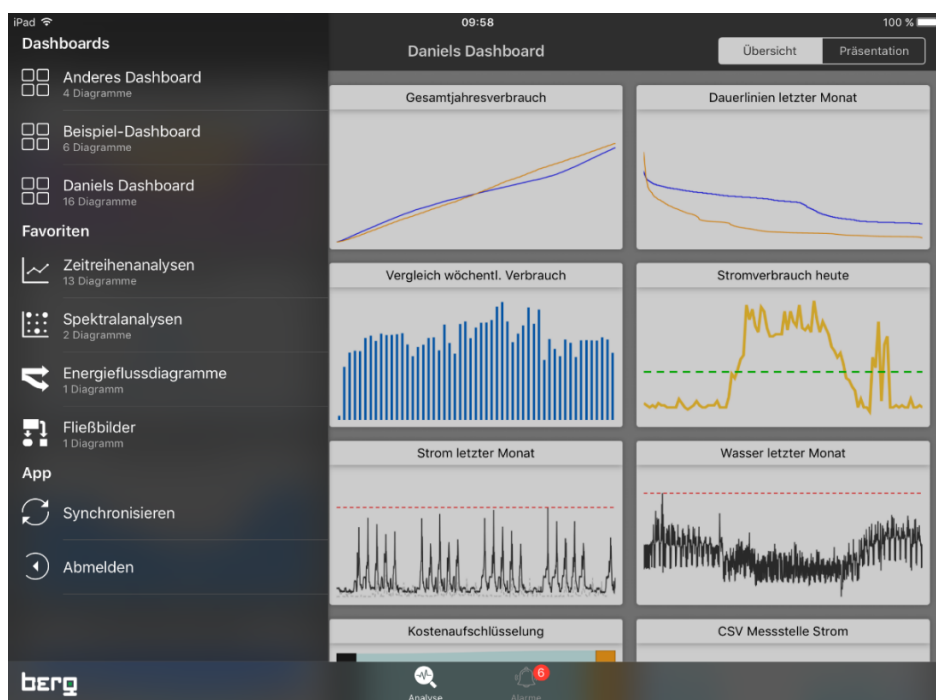 iPad
09:58
100 %
Dashboards
Anderes Dashboard
4 Diagramme
Beispiel-Dashboard
6 Diagramme
Daniels Dashboard
16 Diagramme
Favoriten
Zeitreihenanalysen
13 Diagramme
Spektralanalysen
2 Diagramme
Energieflussdiagramme
1 Diagramm
Fließbilder
1 Diagramm
App
Synchronisieren
Abmelden
berg
Daniels Dashboard
Übersicht
Präsentation
Gesamtjahresverbrauch
Dauerlinien letzter Monat
Vergleich wöchentl. Verbrauch
Stromverbrauch heute
Strom letzter Monat
Wasser letzter Monat
Kostenaufschlüsselung
CSV Messstelle Strom
Analyse
6
Alarme